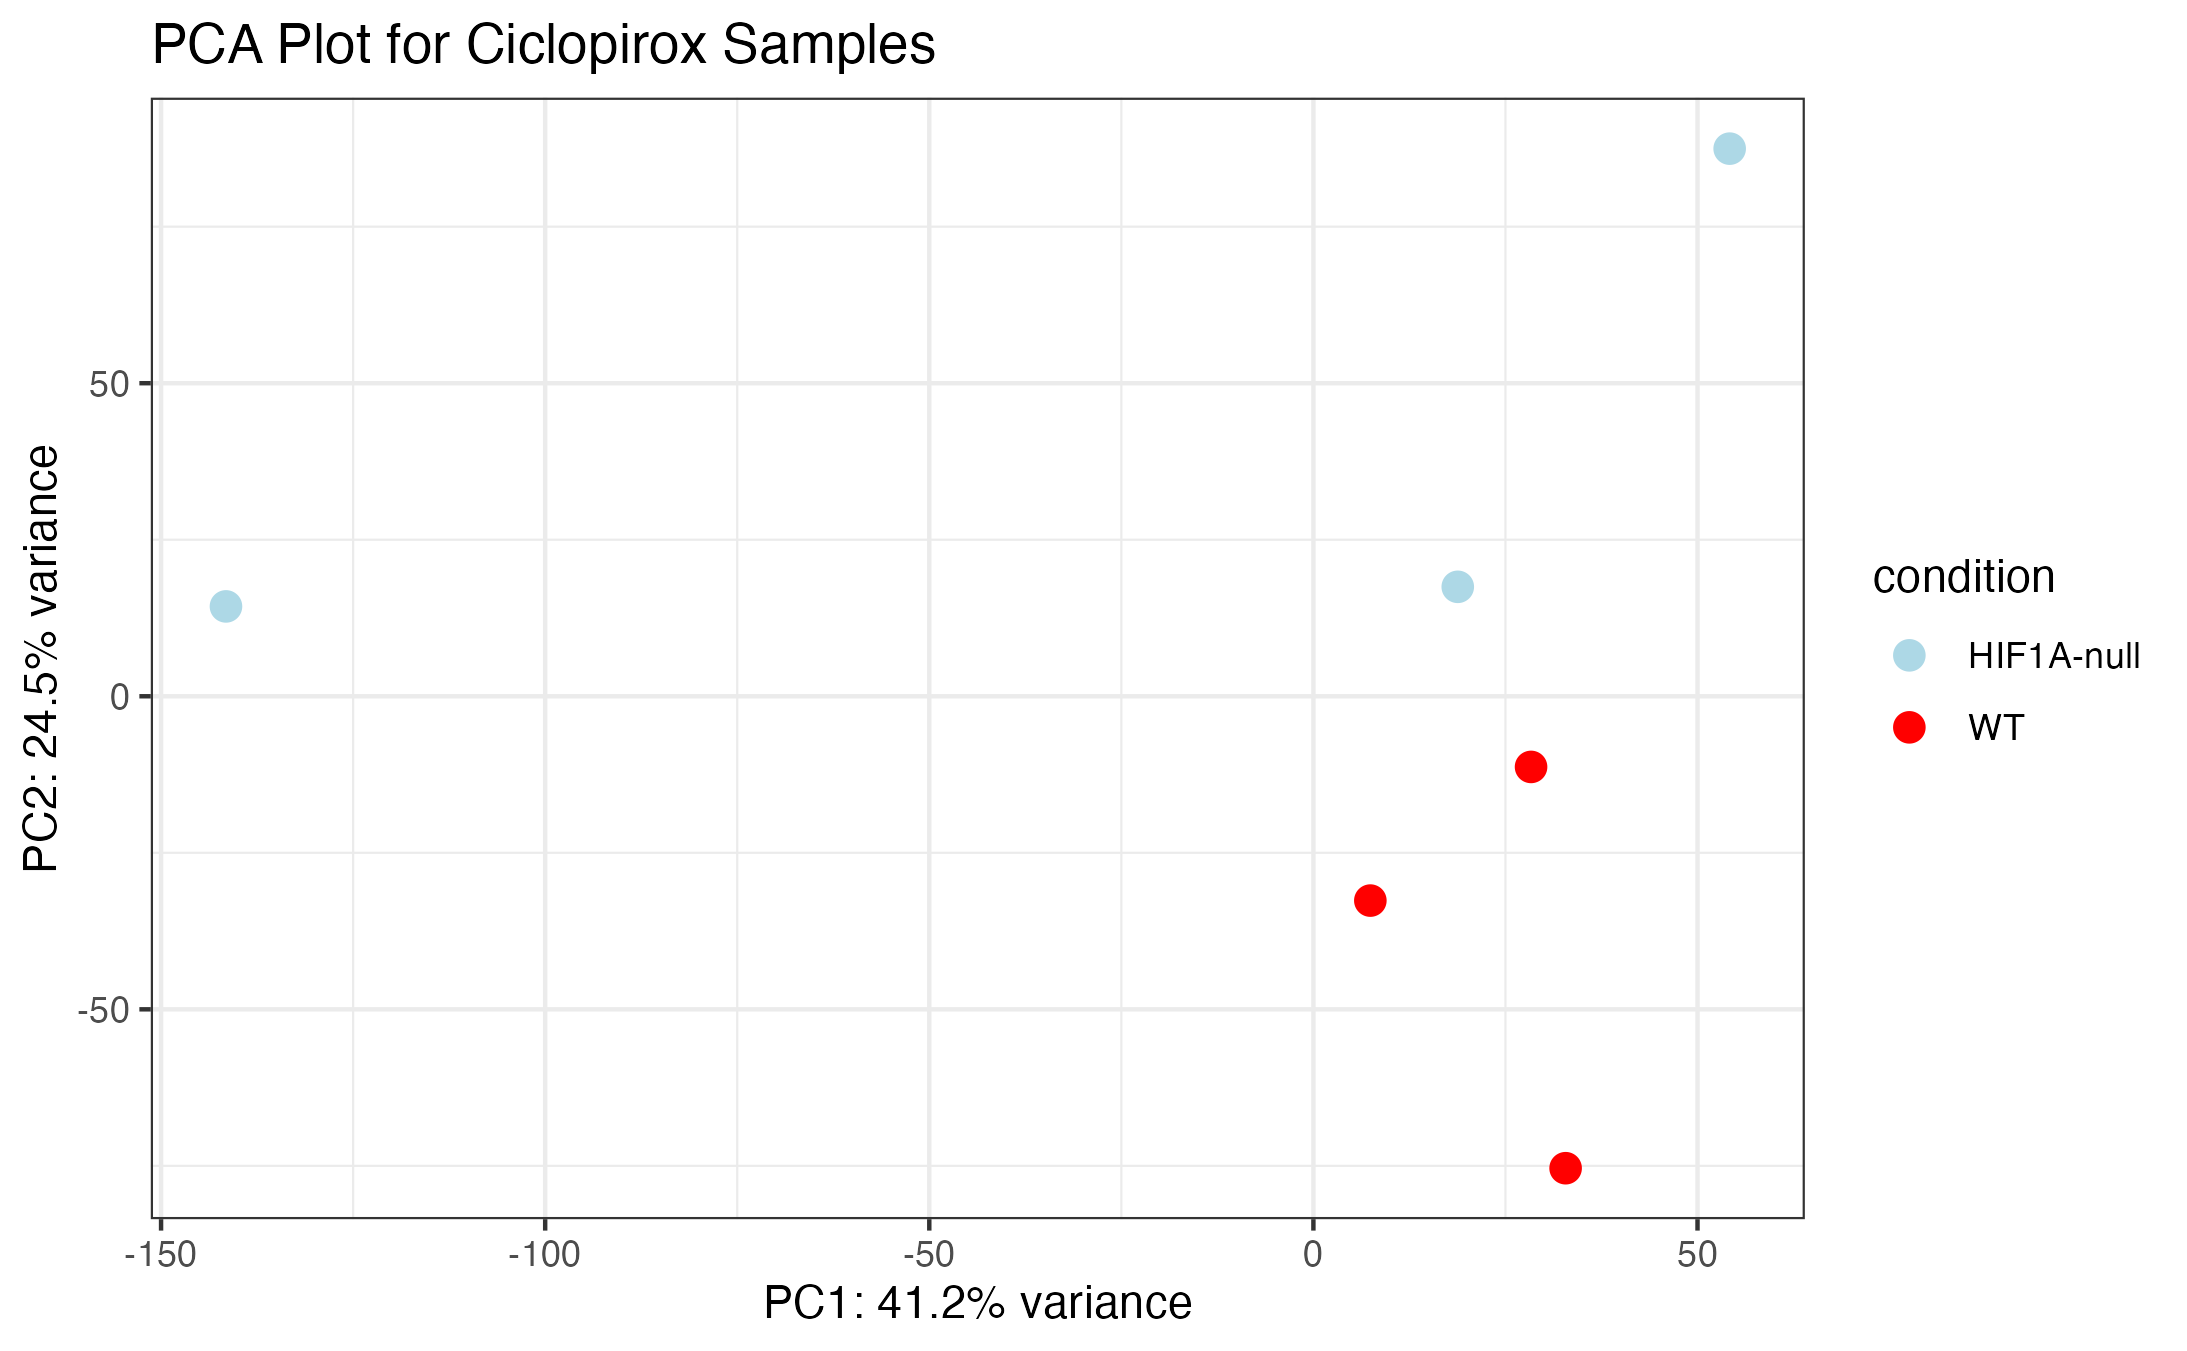 PCA Plot for Ciclopirox Samples
PC2: 24.5% variance
50
0
-50
-150
-100
-50
0
50
PC1: 41.2% variance
condition
HIF1A-null
WT